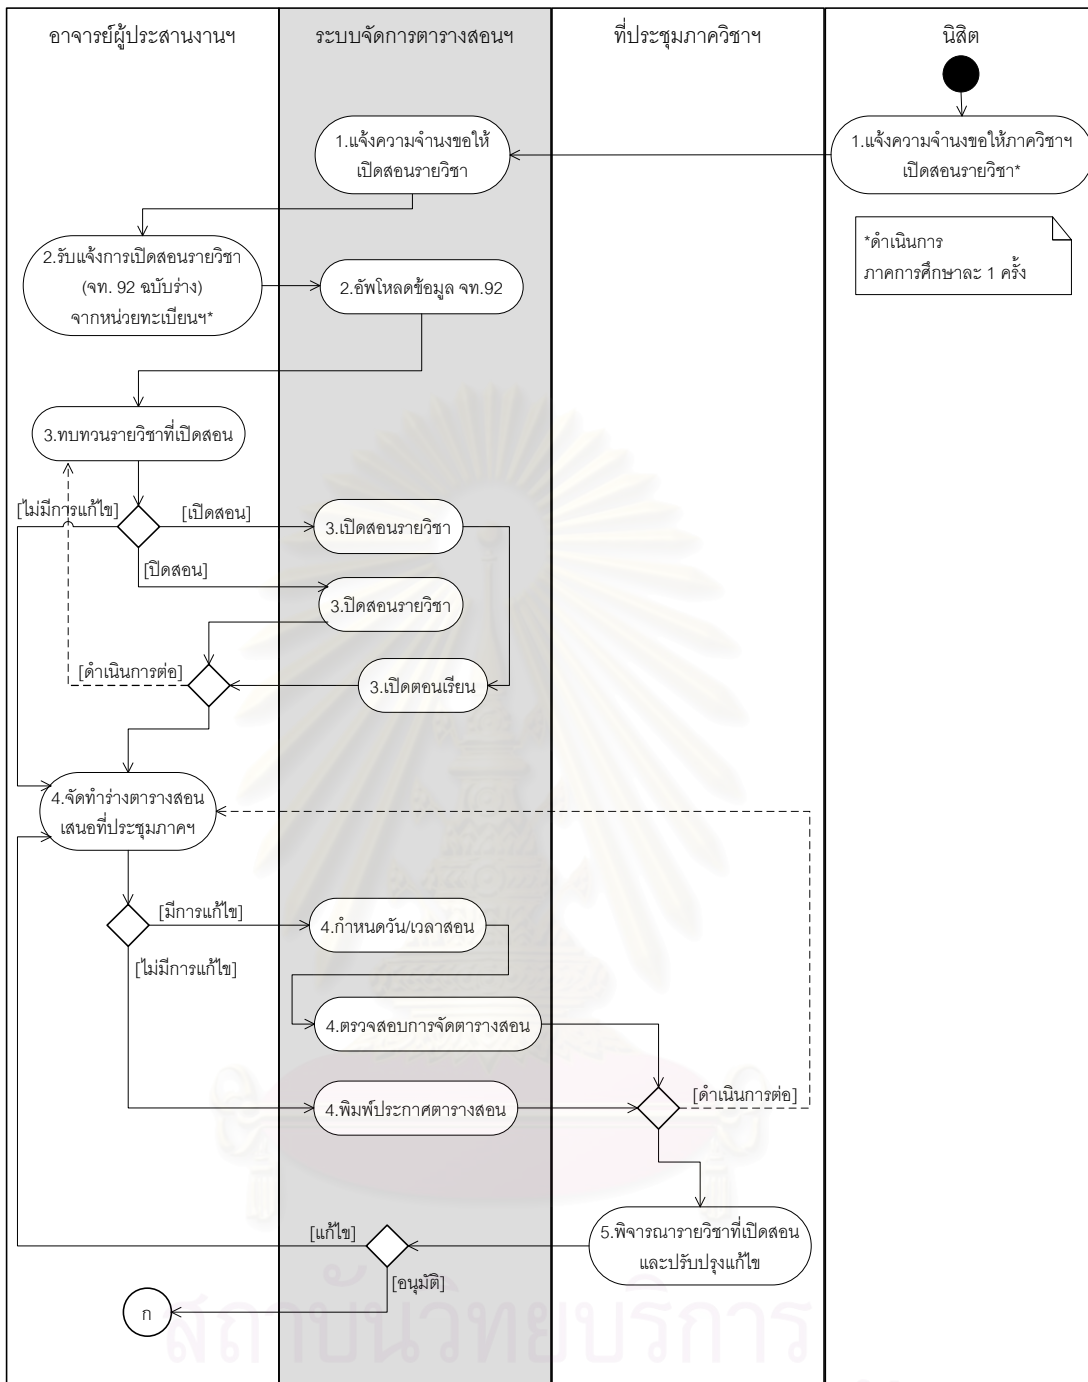 อาจารย์ผู้ประสานงานฯ
ระบบจัดการตารางสอนฯ
ที่ประชุมภาควิชาฯ
นิสิต
1.แจ้งความจำนงขอให้
เปิดสอนรายวิชา
1.แจ้งความจำนงขอให้ภาควิชาฯ
เปิดสอนรายวิชา*
*ดำเนินการ
ภาคการศึกษาละ 1 ครั้ง
2.รับแจ้งการเปิดสอนรายวิชา
(จท. 92 ฉบับร่าง)
จากหน่วยทะเบียนฯ*
2.อัพโหลดข้อมูล จท.92
3.ทบทวนรายวิชาที่เปิดสอน
[ไม่มีการแก้ไข]
[เปิดสอน]
3.เปิดสอนรายวิชา
[ปิดสอน]
3.ปิดสอนรายวิชา
[ดำเนินการต่อ]
3.เปิดตอนเรียน
4.จัดทำร่างตารางสอน
เสนอที่ประชุมภาคฯ
[มีการแก้ไข]
4.กำหนดวัน/เวลาสอน
[ไม่มีการแก้ไข]
4.ตรวจสอบการจัดตารางสอน
4.พิมพ์ประกาศตารางสอน
[ดำเนินการต่อ]
5.พิจารณารายวิชาที่เปิดสอน
และปรับปรุงแก้ไข
[แก้ไข]
[อนุมัติ]
ก
สถาบันวิทยบริการ